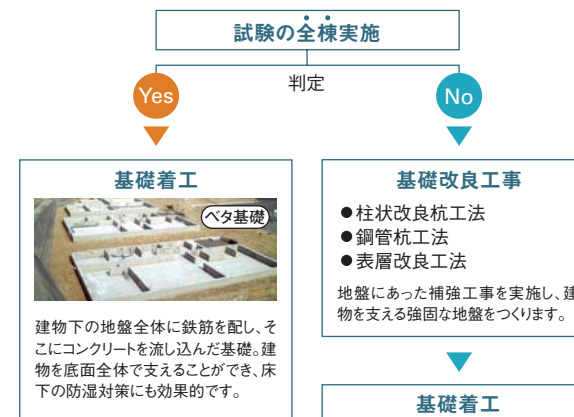 試験の全棟実施
判定
Yes
No
基礎着工
ベタ基礎
建物下の地盤全体に鉄筋を配し、そ
こにコンクリートを流し込んだ基礎。建
物を底面全体で支えることができ、床
下の防湿対策にも効果的です。
基礎改良工事
●柱状改良杭工法
●鋼管杭工法
●表層改良工法
地盤にあった補強工事を実施し、建
物を支える強固な地盤をつくります。
基礎着工